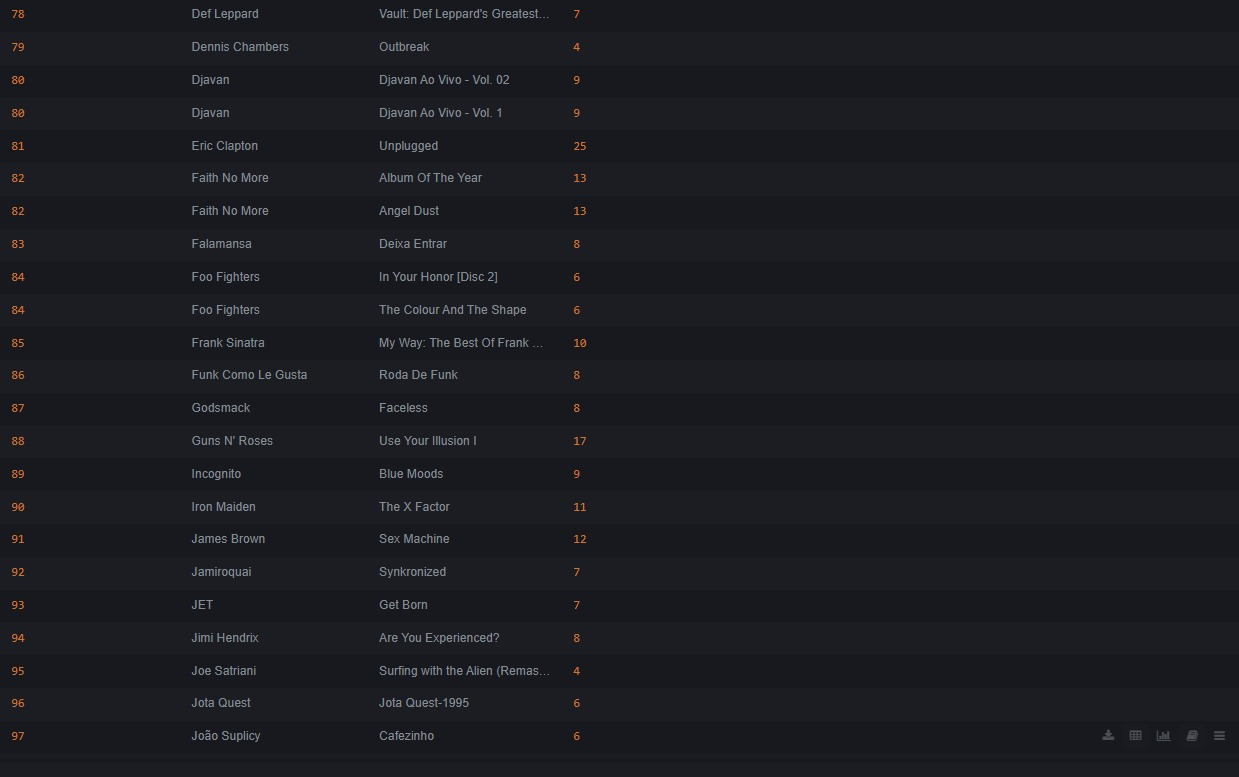 78 Def Leppard Vault: Def Leppard's Greatest... 7
79 Dennis Chambers Outbreak 4
80 Djavan Djavan Ao Vivo - Vol. 02 9
80 Djavan Djavan Ao Vivo - Vol. 1 9
81 Eric Clapton Unplugged 25
82 Faith No More Album Of The Year 13
82 Faith No More Angel Dust 13
83 Falamansa Deixa Entrar 8
84 Foo Fighters In Your Honor [Disc 2] 6
84 Foo Fighters The Colour And The Shape 6
85 Frank Sinatra My Way: The Best Of Frank ... 10
86 Funk Como Le Gusta Roda De Funk 8
87 Godsmack Faceless 8
88 Guns N' Roses Use Your Illusion I 17
89 Incognito Blue Moods 9
90 Iron Maiden The X Factor 11
91 James Brown Sex Machine 12
92 Jamiroquai Synkronized 7
93 JET Get Born 7
94 Jimi Hendrix Are You Experienced? 8
95 Joe Satriani Surfing with the Alien (Remas... 4
96 Jota Quest Jota Quest-1995 6
97 João Suplicy Cafezinho 6